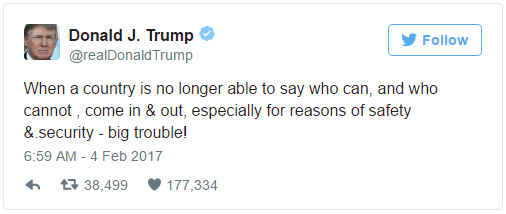 Donald J. Trump
Follow
@realDonaldTrump
When a country is no longer able to say who can, and who
cannot , come in & out, especially for reasons of safety
&.security - big trouble!
6:59 AM - 4 Feb 2017
38,499 177,334